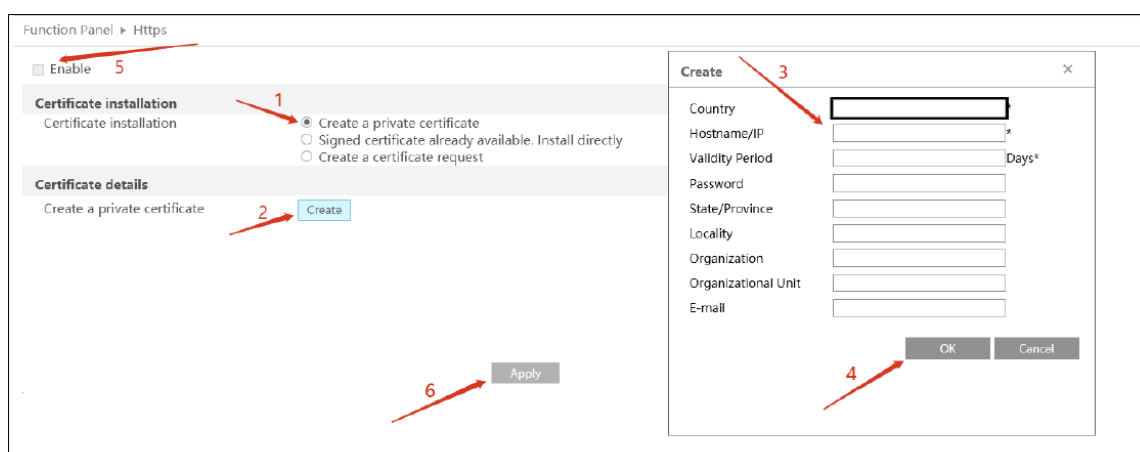 Function Panel ▶ Https
Enable 5
Certificate installation
Certificate installation
1
Create a private certificate
Signed certificate already available. Install directly
Create a certificate request
Certificate details
Create a private certificate 2 Create
6 Apply
Create 3 ×
Country *
Hostname/IP *
Validity Period Days*
Password
State/Province
Locality
Organization
Organizational Unit
E-mail
OK Cancel
4